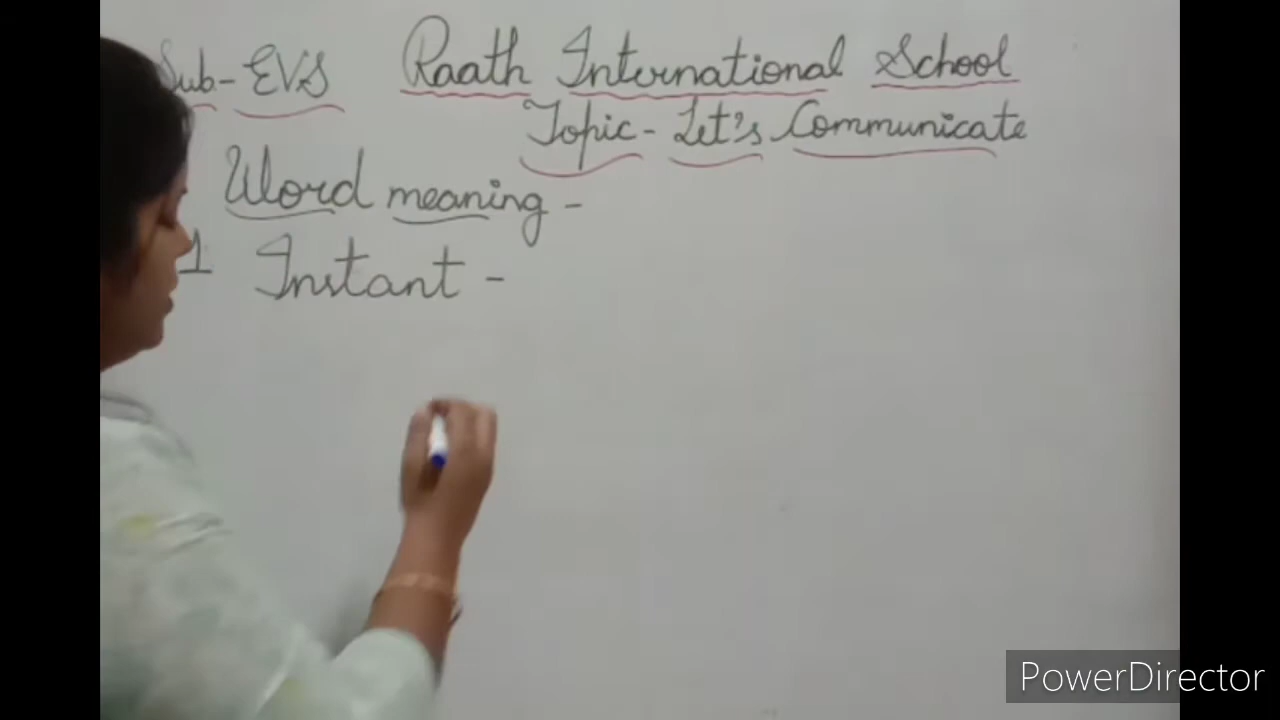 Sub- EVS Raath International School
Topic- Let's Communicate
Word meaning -
1 Instant -
PowerDirector